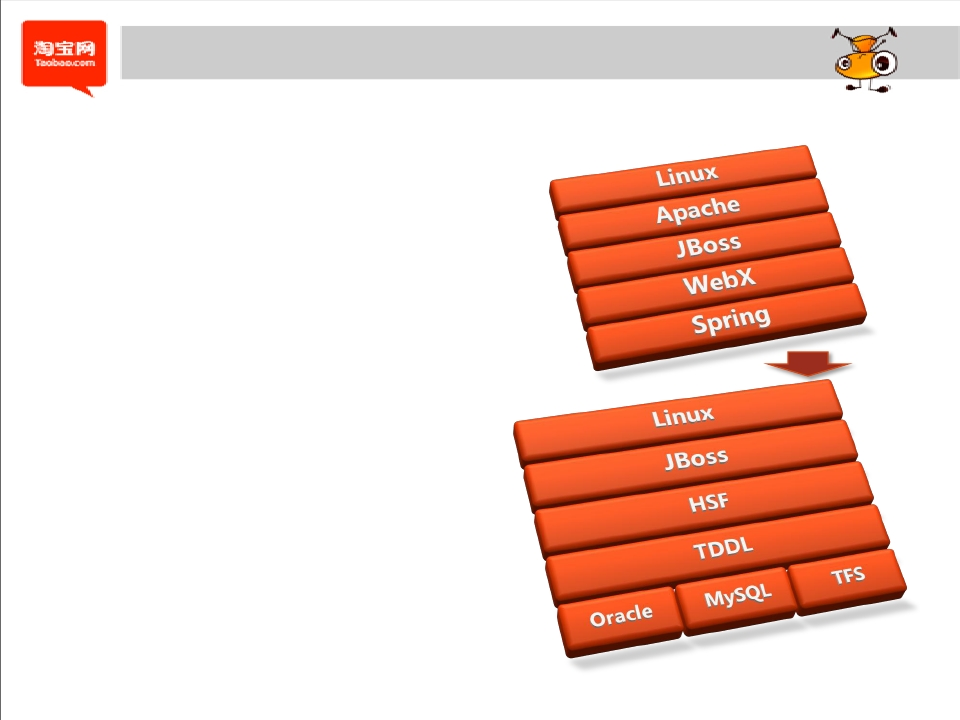 淘宝网
Taobao.com
Linux
Apache
JBoss
WebX
Spring
Linux
JBoss
HSF
TDDL
Oracle MySQL TFS